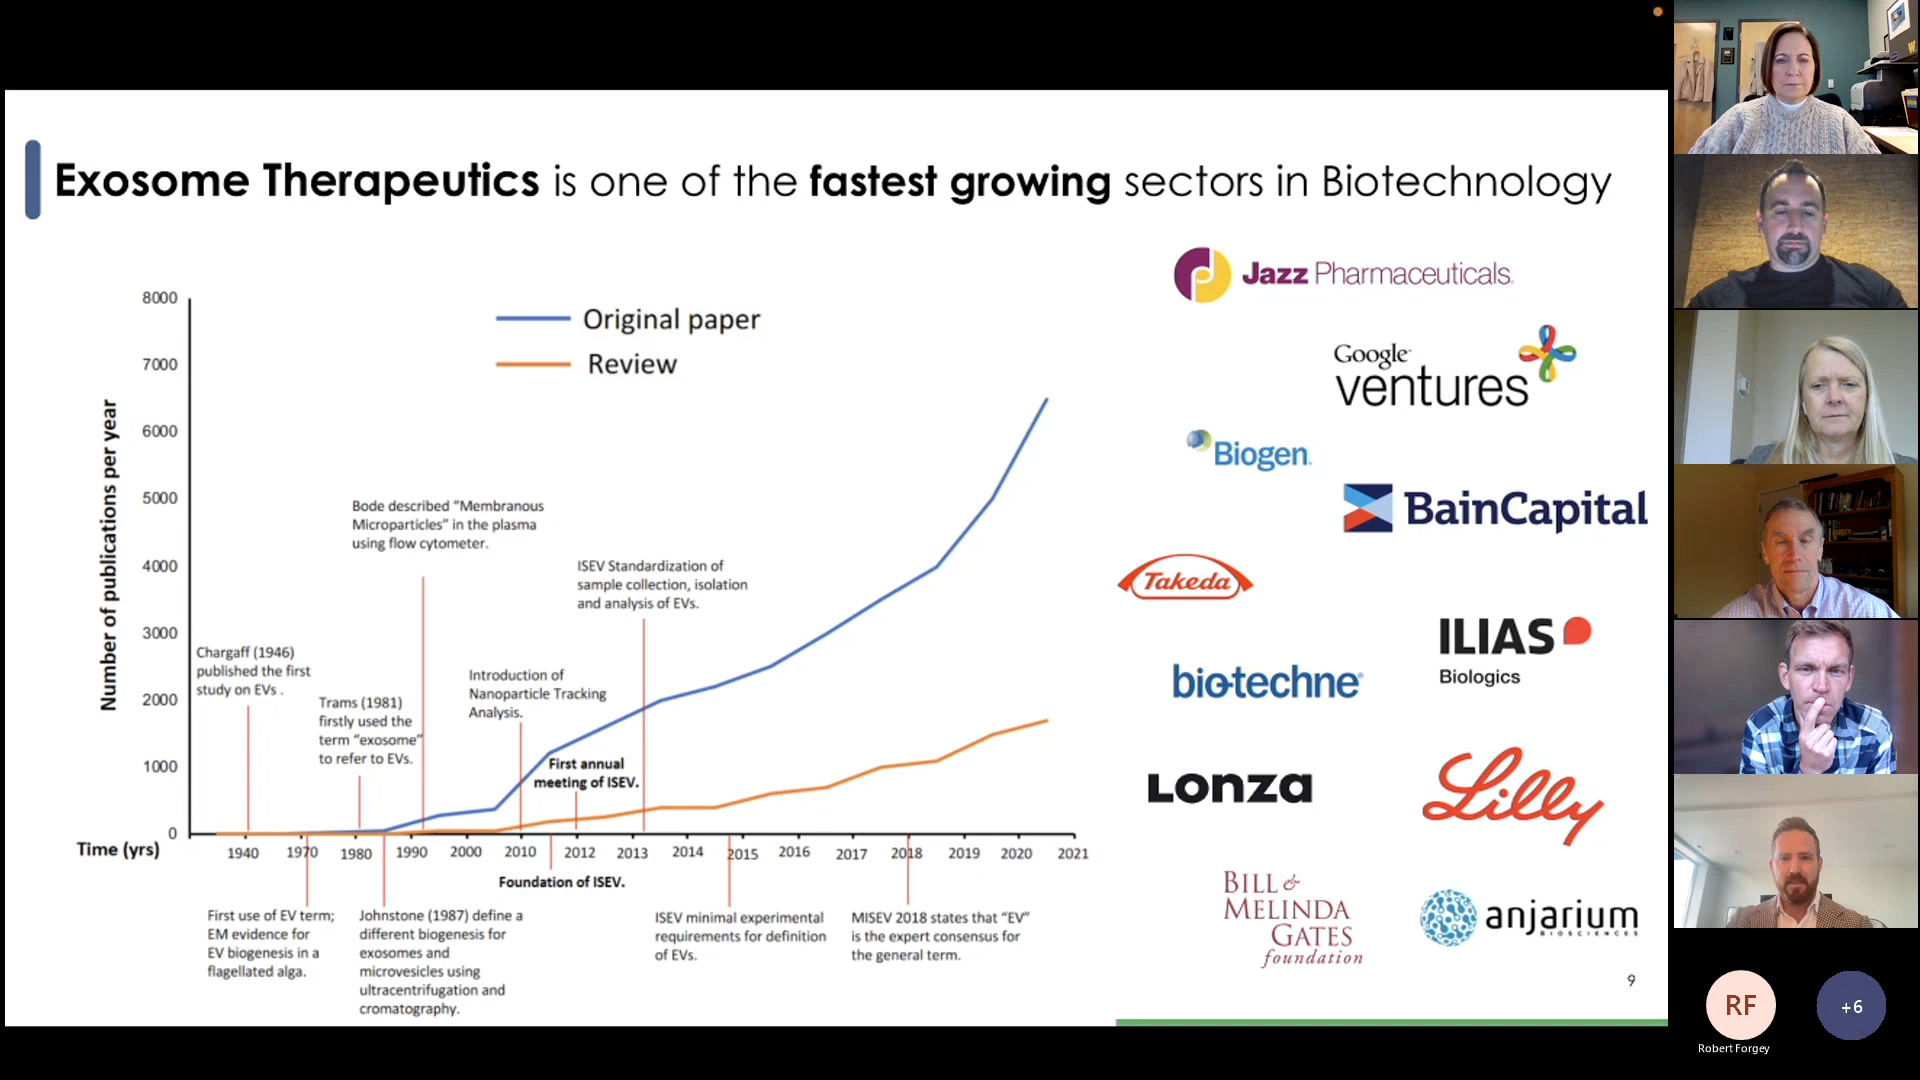 Exosome Therapeutics is one of the fastest growing sectors in Biotechnology
8000
7000
6000
5000
4000
3000
2000
1000
0
Number of publications per year
Original paper
Review
Bode described “Membranous
Microparticles” in the plasma
using flow cytometer.
ISEV Standardization of
sample collection, isolation
and analysis of EVs.
Chargaff (1946)
published the first
study on EVs .
Trams (1981)
firstly used the
term “exosome”
to refer to EVs.
Introduction of
Nanoparticle Tracking
Analysis.
First annual
meeting of ISEV.
Time (yrs)
1940 1970 1980 1990 2000 2010 2012 2013 2014 2015 2016 2017 2018 2019 2020 2021
Foundation of ISEV.
First use of EV term;
EM evidence for
EV biogenesis in a
flagellated alga.
Johnstone (1987) define a
different biogenesis for
exosomes and
microvesicles using
ultracentrifugation and
cromatography.
ISEV minimal experimental
requirements for definition
of EVs.
MISEV 2018 states that “EV”
is the expert consensus for
the general term.
Jazz Pharmaceuticals.
Google
ventures
Biogen.
BainCapital
Takeda
ILIAS
Biologics
bio-techne
Lonza
Lilly
BILL &
MELINDA
GATES
foundation
anjarium
BIOSCIENCES
9
W
RF
+6
Robert Forgey